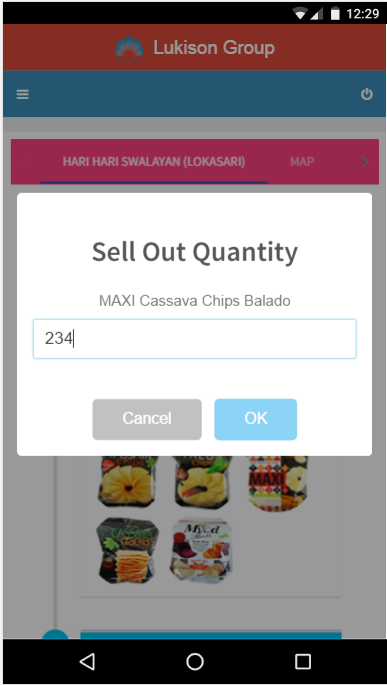 12:29
Lukison Group
HARI HARI SWALAYAN (LOKASARI) MAP
Sell Out Quantity
MAXI Cassava Chips Balado
234
Cancel OK
MAXI